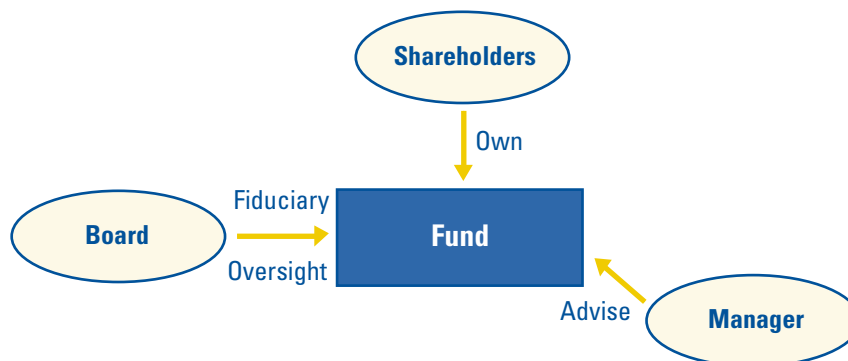 Shareholders
Own
Fiduciary
Board
Fund
Oversight
Advise
Manager